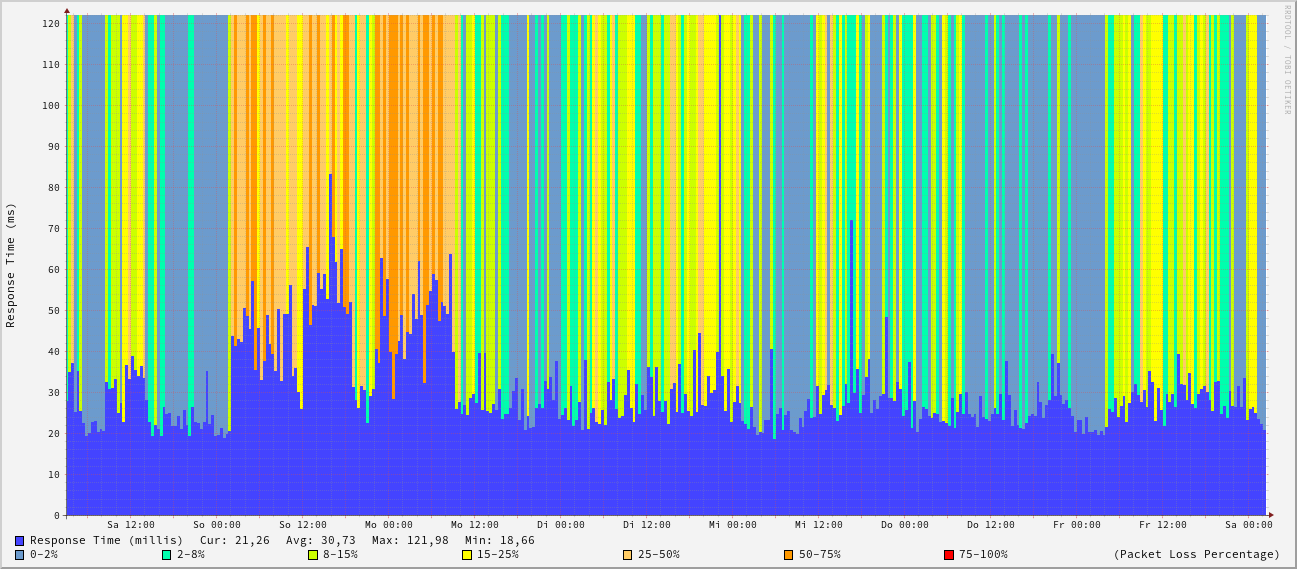 RRDTOOL / TOBI OETIKER
Response Time (ms)
120
110
100
90
80
70
60
50
40
30
20
10
0
Sa 12:00 So 00:00 So 12:00 Mo 00:00 Mo 12:00 Di 00:00 Di 12:00 Mi 00:00 Mi 12:00 Do 00:00 Do 12:00 Fr 00:00 Fr 12:00 Sa 00:00
Response Time (millis) Cur: 21,26 Avg: 30,73 Max: 121,98 Min: 18,66
0-2% 2-8% 8-15% 15-25% 25-50% 50-75% 75-100% (Packet Loss Percentage)